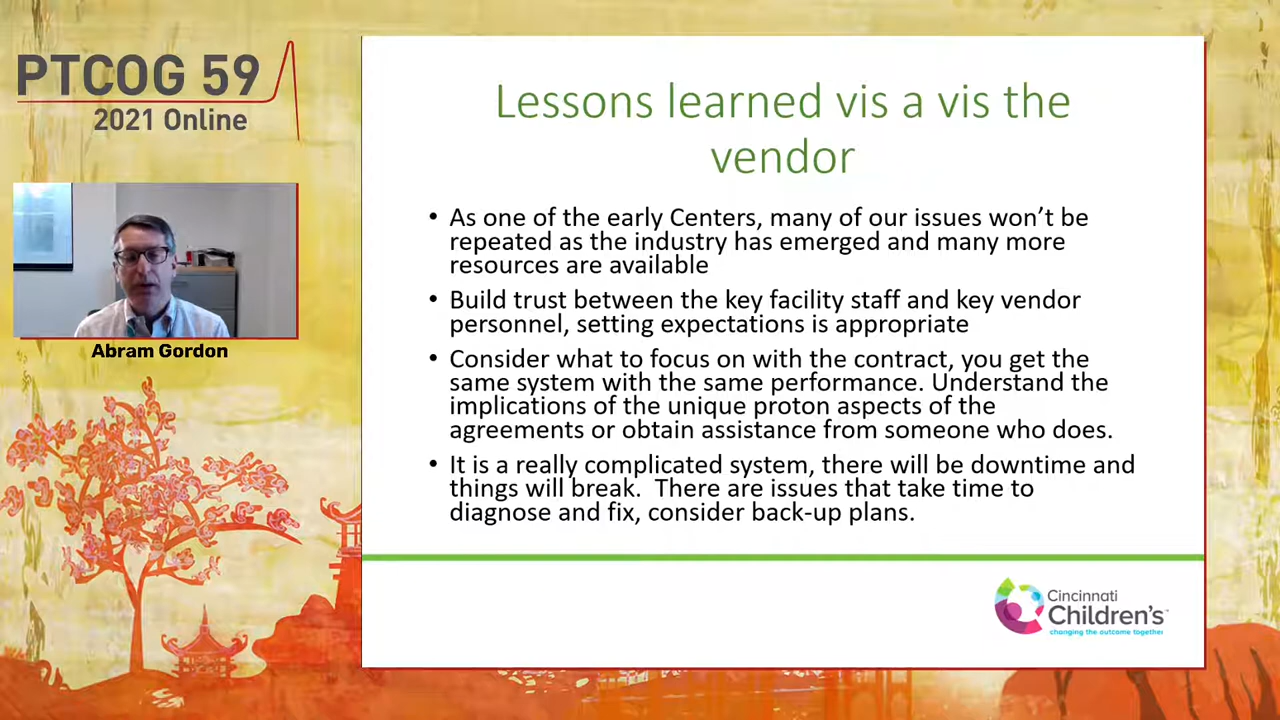 PTCOG 59
2021 Online
Abram Gordon
Lessons learned vis a vis the
vendor
• As one of the early Centers, many of our issues won’t be
repeated as the industry has emerged and many more
resources are available
• Build trust between the key facility staff and key vendor
personnel, setting expectations is appropriate
• Consider what to focus on with the contract, you get the
same system with the same performance. Understand the
implications of the unique proton aspects of the
agreements or obtain assistance from someone who does.
• It is a really complicated system, there will be downtime and
things will break.  There are issues that take time to
diagnose and fix, consider back-up plans.
Cincinnati
Children’s™
changing the outcome together